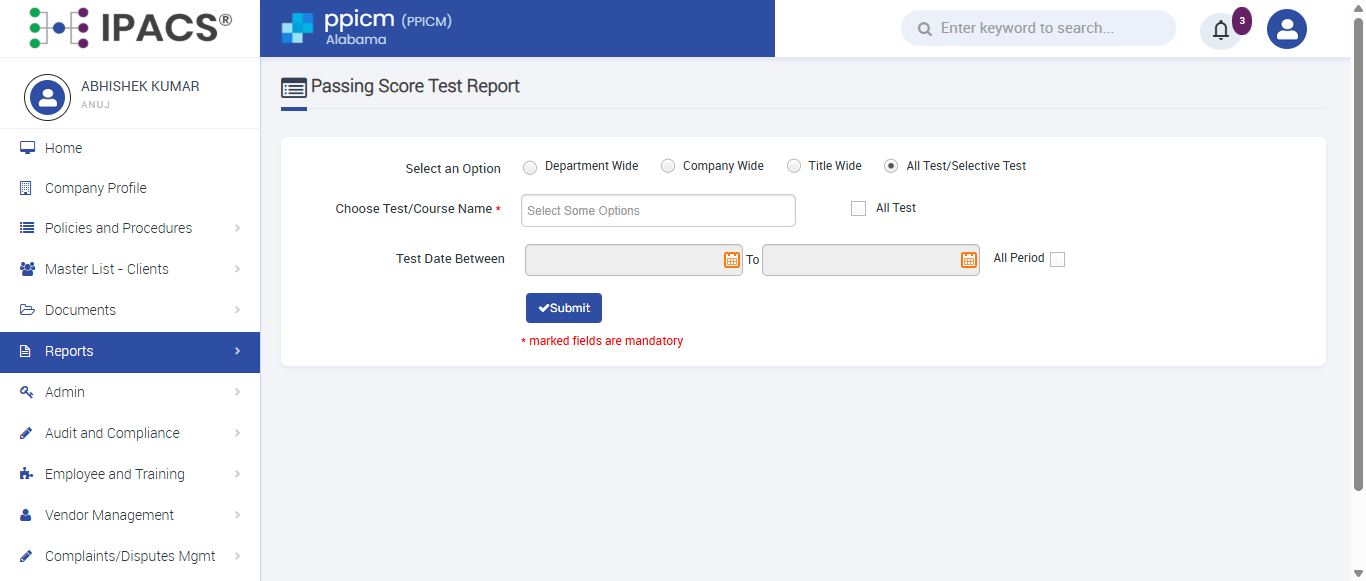 IPACS®
ppicm (PPICM)
Alabama
Enter keyword to search...
3
ABHISHEK KUMAR
ANUJ
Home
Company Profile
Policies and Procedures
Master List - Clients
Documents
Reports
Admin
Audit and Compliance
Employee and Training
Vendor Management
Complaints/Disputes Mgmt
Passing Score Test Report
Select an Option Department Wide Company Wide Title Wide All Test/Selective Test
Choose Test/Course Name * Select Some Options All Test
Test Date Between To All Period
Submit
* marked fields are mandatory